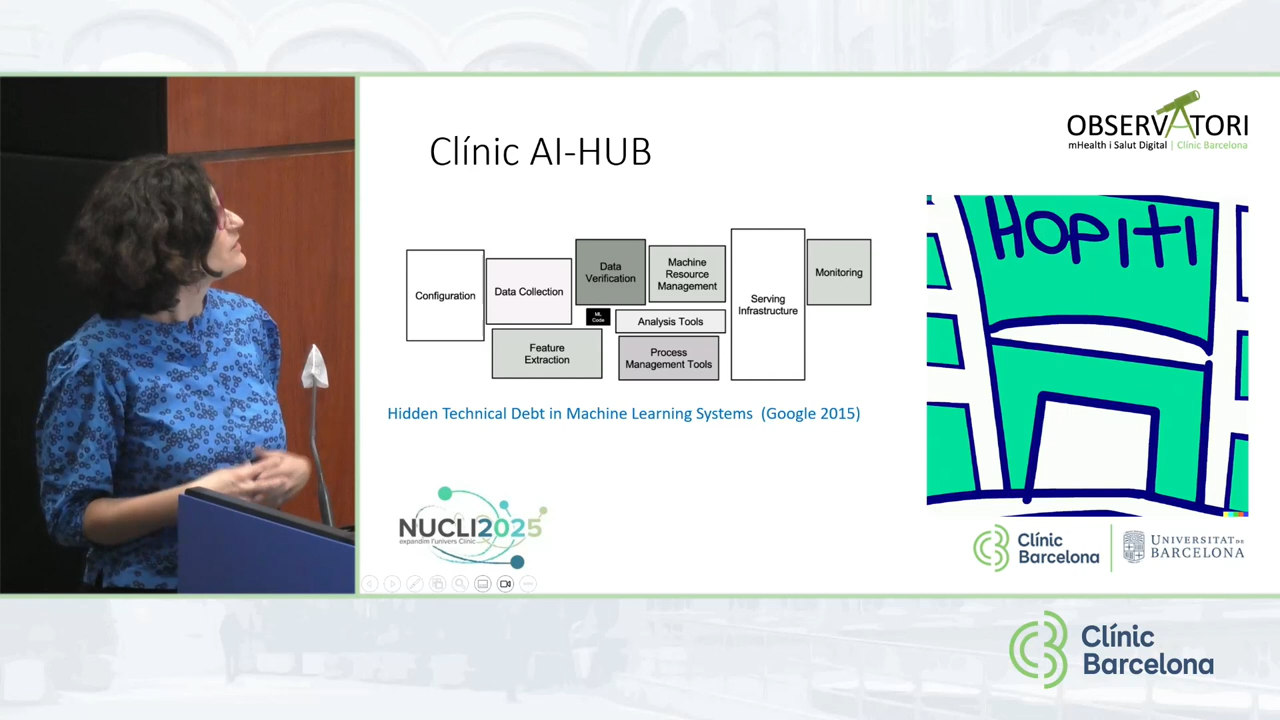 OBSERVATORI
mHealth i Salut Digital | Clínic Barcelona
Clínic AI-HUB
HOPITI
Configuration
Data Collection
Data
Verification
Machine
Resource
Management
Serving
Infrastructure
Monitoring
ML
Code
Analysis Tools
Feature
Extraction
Process
Management Tools
Hidden Technical Debt in Machine Learning Systems (Google 2015)
NUCLI2025
expandim l'univers Clínic
Clínic
Barcelona
UNIVERSITAT DE
BARCELONA
Clínic
Barcelona